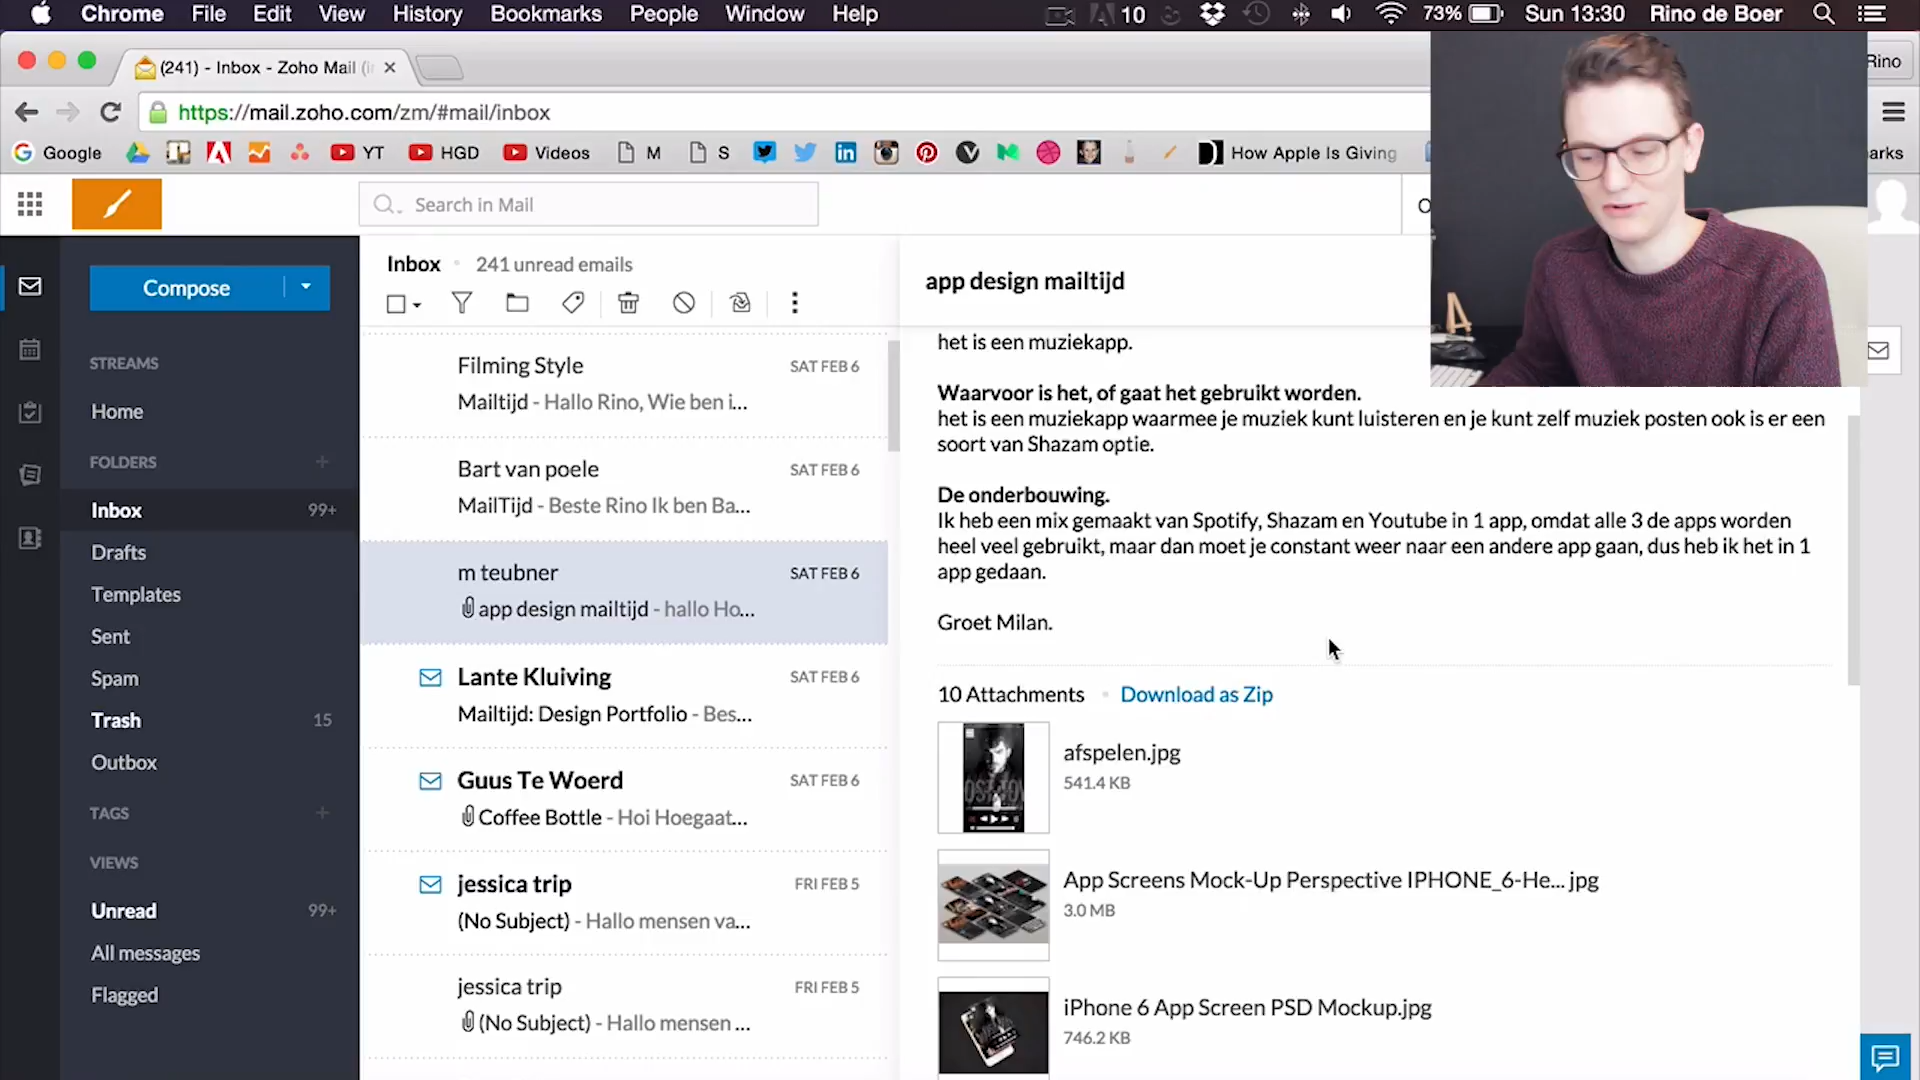 Chrome File Edit View History Bookmarks People Window Help 10 73% Sun 13:30 Rino de Boer
(241) - Inbox - Zoho Mail (i
Rino
https://mail.zoho.com/zm/#mail/inbox
Google YT HGD Videos M S How Apple Is Giving arks
Search in Mail
Compose
STREAMS
Home
FOLDERS
Inbox 99+
Drafts
Templates
Sent
Spam
Trash 15
Outbox
TAGS
VIEWS
Unread 99+
All messages
Flagged
Inbox 241 unread emails
Filming Style SAT FEB 6
Mailtijd - Hallo Rino, Wie ben i...
Bart van poele SAT FEB 6
MailTijd - Beste Rino Ik ben Ba...
m teubner SAT FEB 6
app design mailtijd - hallo Ho...
Lante Kluiving SAT FEB 6
Mailtijd: Design Portfolio - Bes...
Guus Te Woerd SAT FEB 6
Coffee Bottle - Hoi Hoegaat...
jessica trip FRI FEB 5
(No Subject) - Hallo mensen va...
jessica trip FRI FEB 5
(No Subject) - Hallo mensen ...
app design mailtijd
het is een muziekapp.
Waarvoor is het, of gaat het gebruikt worden.
het is een muziekapp waarmee je muziek kunt luisteren en je kunt zelf muziek posten ook is er een
soort van Shazam optie.
De onderbouwing.
Ik heb een mix gemaakt van Spotify, Shazam en Youtube in 1 app, omdat alle 3 de apps worden
heel veel gebruikt, maar dan moet je constant weer naar een andere app gaan, dus heb ik het in 1
app gedaan.
Groet Milan.
10 Attachments Download as Zip
afspelen.jpg
541.4 KB
App Screens Mock-Up Perspective IPHONE_6-He... jpg
3.0 MB
iPhone 6 App Screen PSD Mockup.jpg
746.2 KB